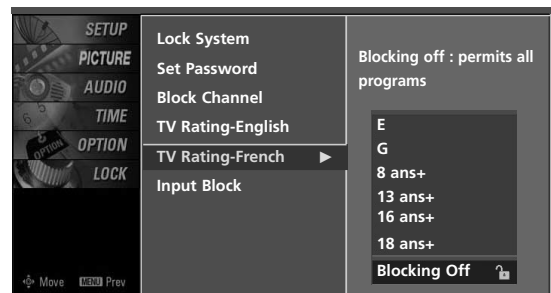 SETUP
PICTURE
AUDIO
TIME
OPTION
LOCK
Move MENU Prev
Lock System
Set Password
Block Channel
TV Rating-English
TV Rating-French ►
Input Block
Blocking off : permits all
programs
E
G
8 ans+
13 ans+
16 ans+
18 ans+
Blocking Off